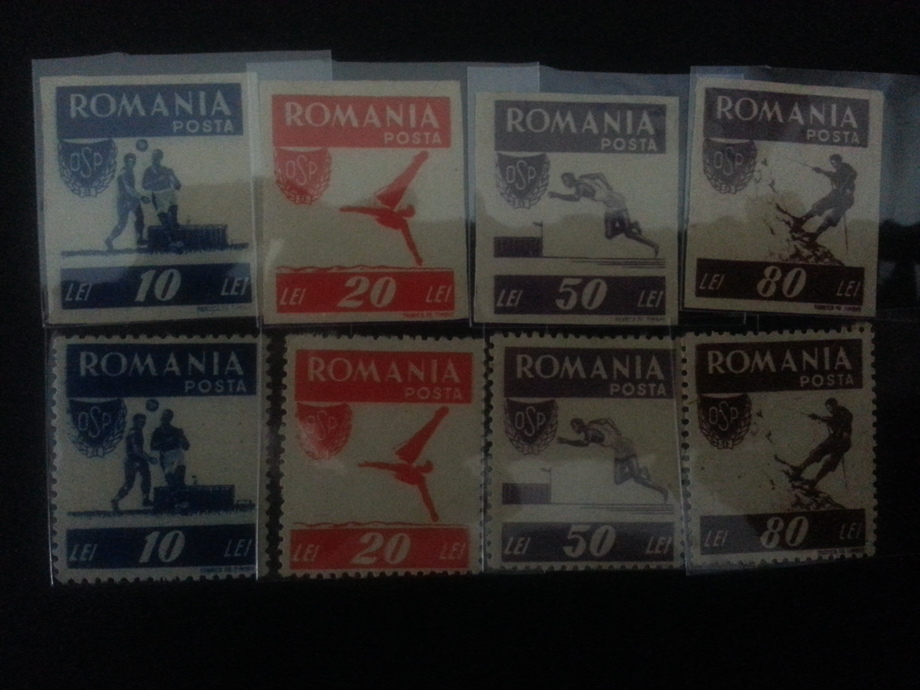 ROMANIA
POSTA
OSP
LEI 10 LEI
ROMANIA
POSTA
OSP
LEI 20 LEI
ROMANIA
POSTA
OSP
LEI 50 LEI
ROMANIA
POSTA
OSP
LEI 80 LEI
ROMANIA
POSTA
OSP
LEI 10 LEI
ROMANIA
POSTA
OSP
LEI 20 LEI
ROMANIA
POSTA
OSP
LEI 50 LEI
ROMANIA
POSTA
OSP
LEI 80 LEI